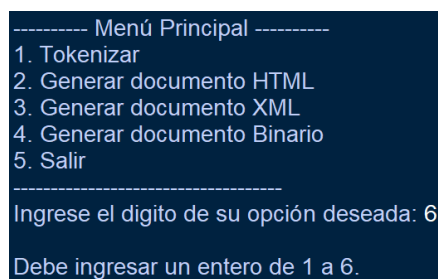 ---------- Menú Principal ----------
1. Tokenizar
2. Generar documento HTML
3. Generar documento XML
4. Generar documento Binario
5. Salir
------------------------------------
Ingrese el digito de su opción deseada: 6
Debe ingresar un entero de 1 a 6.